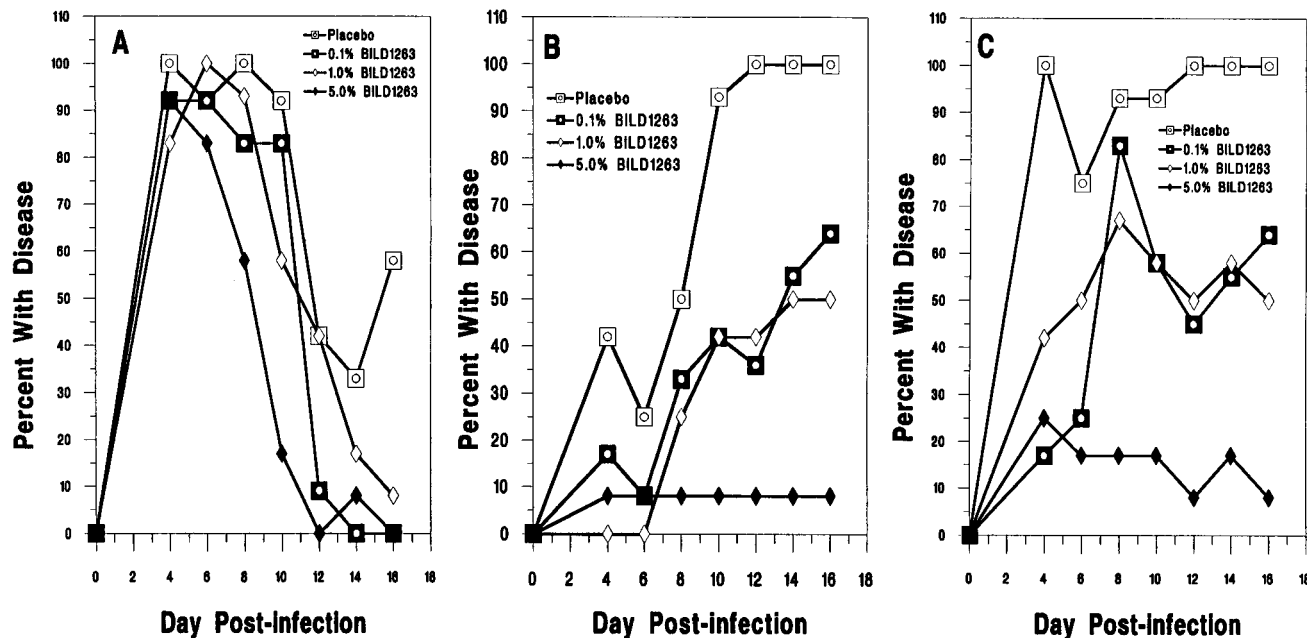 A
Placebo
0.1% BILD1263
1.0% BILD1263
5.0% BILD1263
Percent With Disease
110
100
90
80
70
60
50
40
30
20
10
0
0 2 4 6 8 10 12 14 16 18
Day Post-infection
B
Placebo
0.1% BILD1263
1.0% BILD1263
5.0% BILD1263
Percent With Disease
110
100
90
80
70
60
50
40
30
20
10
0
0 2 4 6 8 10 12 14 16 18
Day Post-infection
C
Placebo
0.1% BILD1263
1.0% BILD1263
5.0% BILD1263
Percent With Disease
110
100
90
80
70
60
50
40
30
20
10
0
0 2 4 6 8 10 12 14 16 18
Day Post-infection